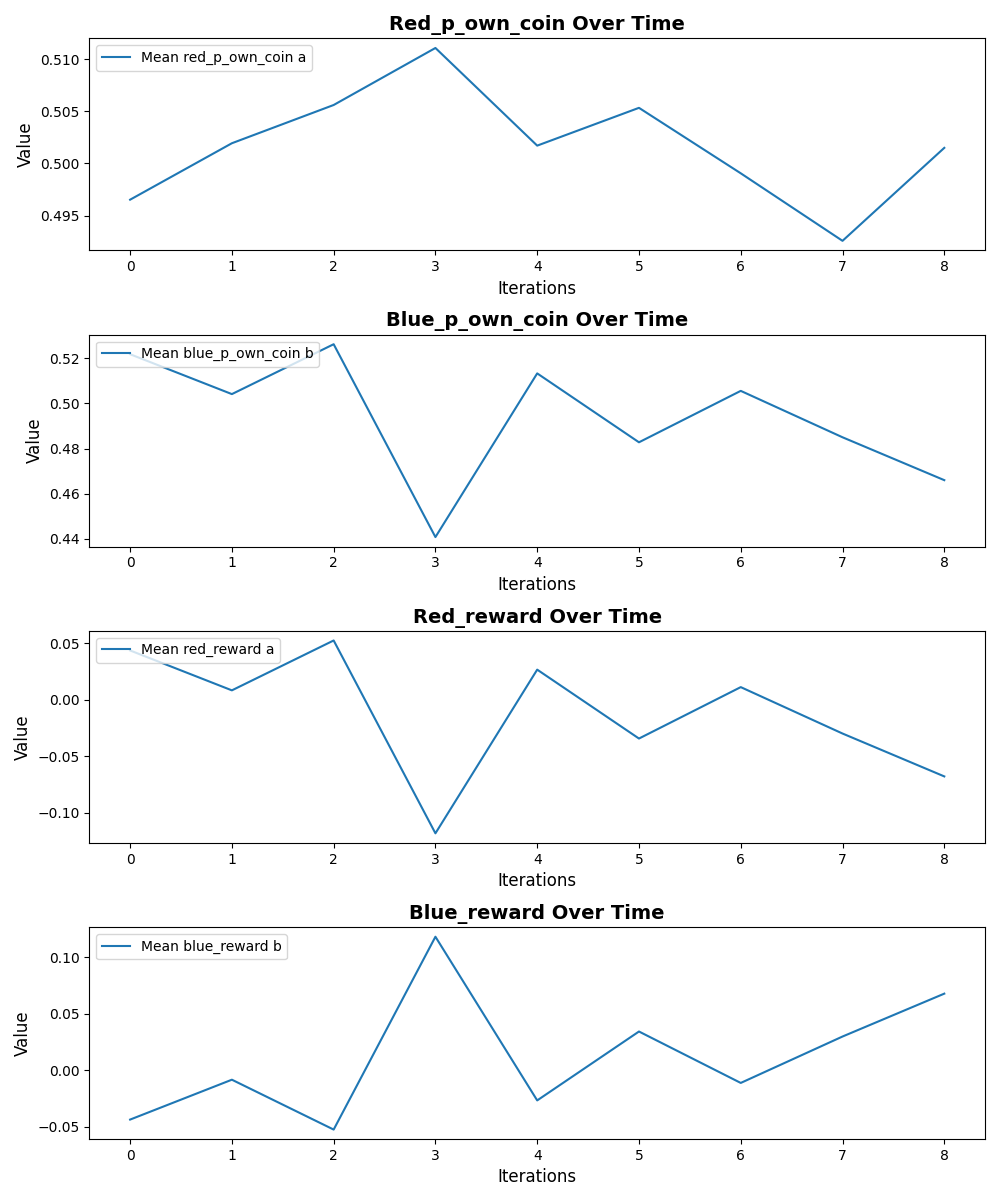 Red_p_own_coin Over Time
Mean red_p_own_coin a
0.510
0.505
0.500
0.495
Value
0 1 2 3 4 5 6 7 8
Iterations
Blue_p_own_coin Over Time
Mean blue_p_own_coin b
0.52
0.50
0.48
0.46
0.44
Value
0 1 2 3 4 5 6 7 8
Iterations
Red_reward Over Time
Mean red_reward a
0.05
0.00
−0.05
−0.10
Value
0 1 2 3 4 5 6 7 8
Iterations
Blue_reward Over Time
Mean blue_reward b
0.10
0.05
0.00
−0.05
Value
0 1 2 3 4 5 6 7 8
Iterations